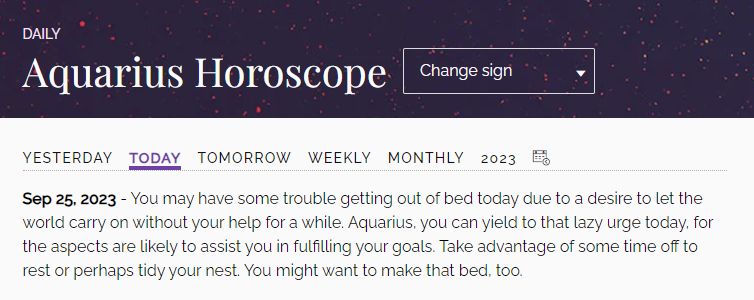 DAILY
Aquarius Horoscope
Change sign
YESTERDAY TODAY TOMORROW WEEKLY MONTHLY 2023
Sep 25, 2023 - You may have some trouble getting out of bed today due to a desire to let the
world carry on without your help for a while. Aquarius, you can yield to that lazy urge today, for
the aspects are likely to assist you in fulfilling your goals. Take advantage of some time off to
rest or perhaps tidy your nest. You might want to make that bed, too.